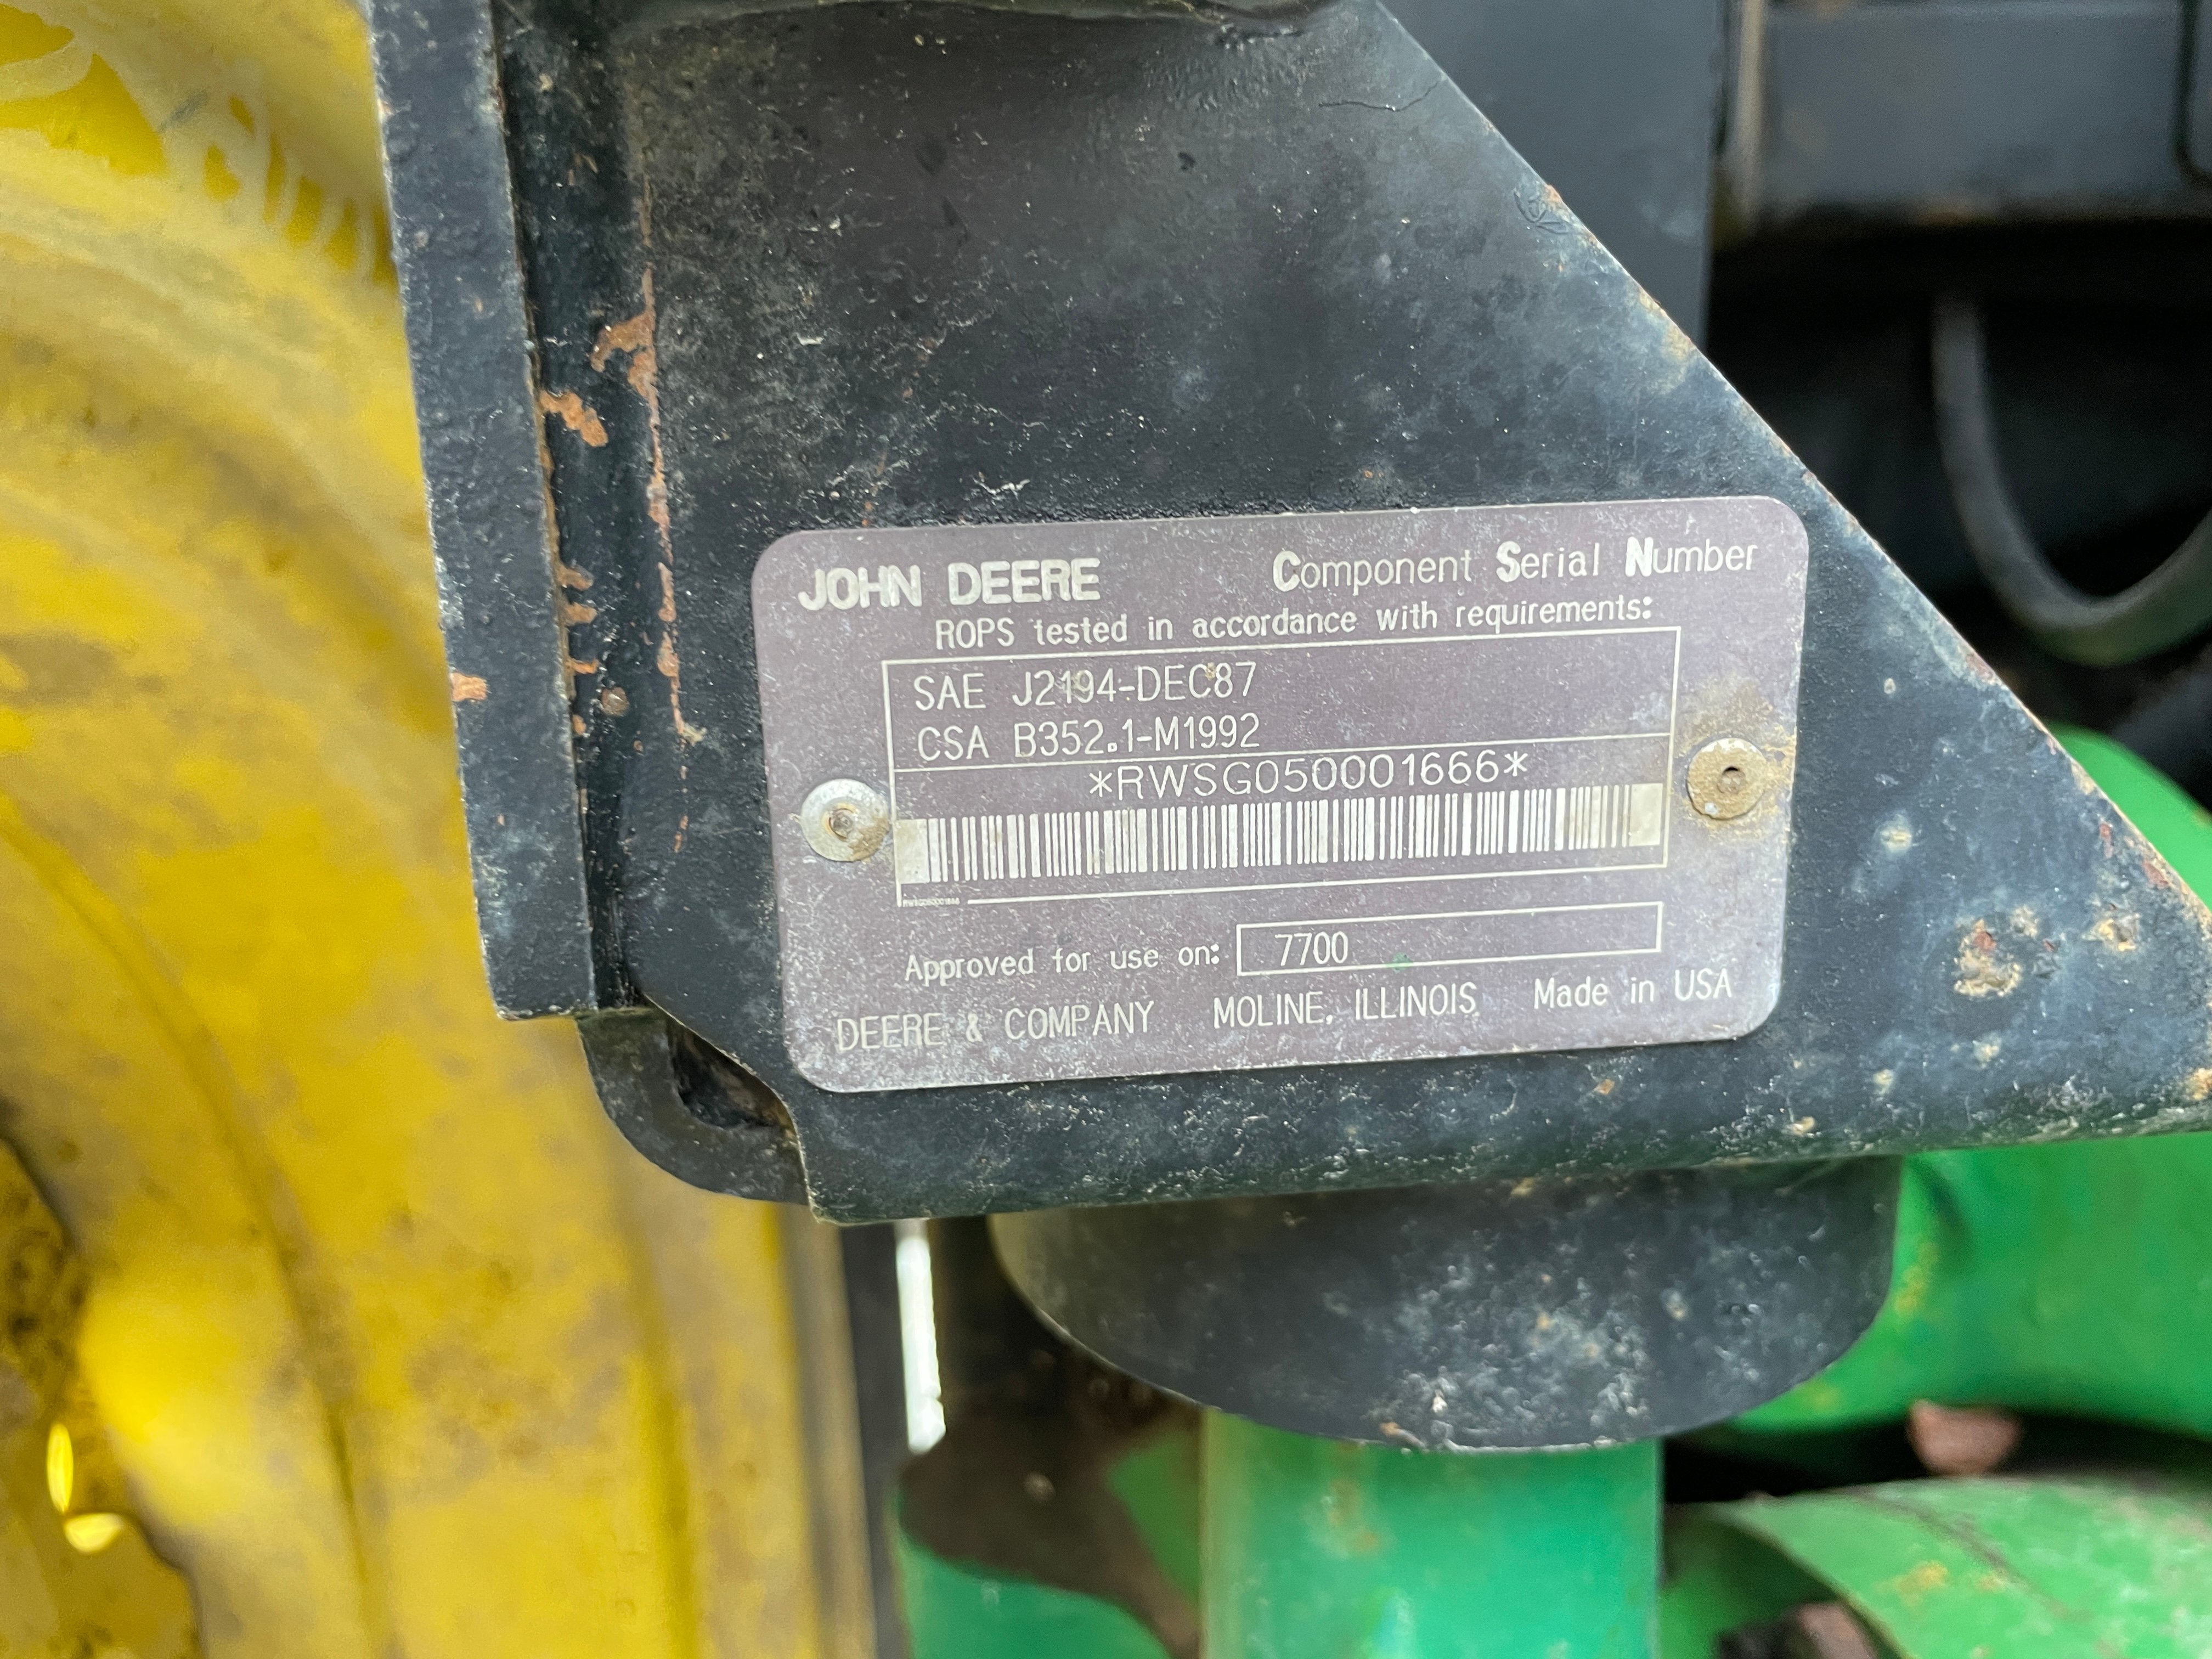 JOHN DEERE Component Serial Number
ROPS tested in accordance with requirements:
SAE J2194-DEC87
CSA B352.1-M1992
*RWSG050001666*
RWSG050001666
Approved for use on: 7700
DEERE & COMPANY MOLINE, ILLINOIS Made in USA